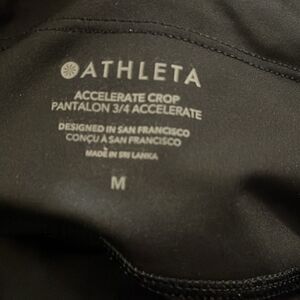 ATHLETA
ACCELERATE CROP
PANTALON 3/4 ACCELERATE
DESIGNED IN SAN FRANCISCO
CONÇU À SAN FRANCISCO
MADE IN SRI LANKA
M